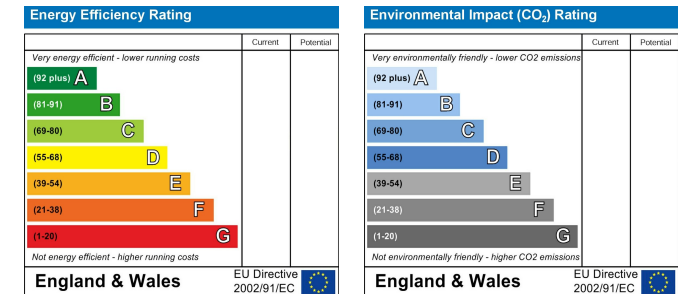 Energy Efficiency Rating
Current Potential
Very energy efficient - lower running costs
(92 plus) A
(81-91) B
(69-80) C
(55-68) D
(39-54) E
(21-38) F
(1-20) G
Not energy efficient - higher running costs
England & Wales
EU Directive
2002/91/EC
Environmental Impact (CO₂) Rating
Current Potential
Very environmentally friendly - lower CO2 emissions
(92 plus) A
(81-91) B
(69-80) C
(55-68) D
(39-54) E
(21-38) F
(1-20) G
Not environmentally friendly - higher CO2 emissions
England & Wales
EU Directive
2002/91/EC